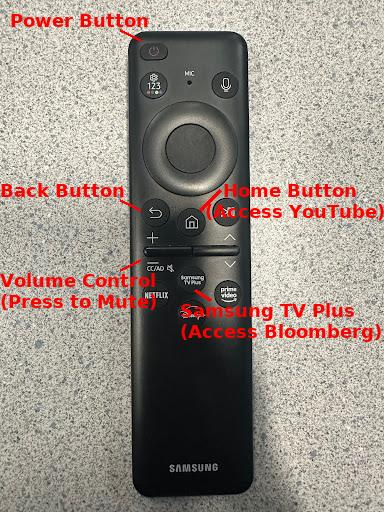 Power Button
MIC
123
Back Button
Home Button
(Access YouTube)
CC/AD
Volume Control
(Press to Mute)
SAMSUNG
TV Plus
NETFLIX
prime
video
Samsung TV Plus
(Access Bloomberg)
SAMSUNG